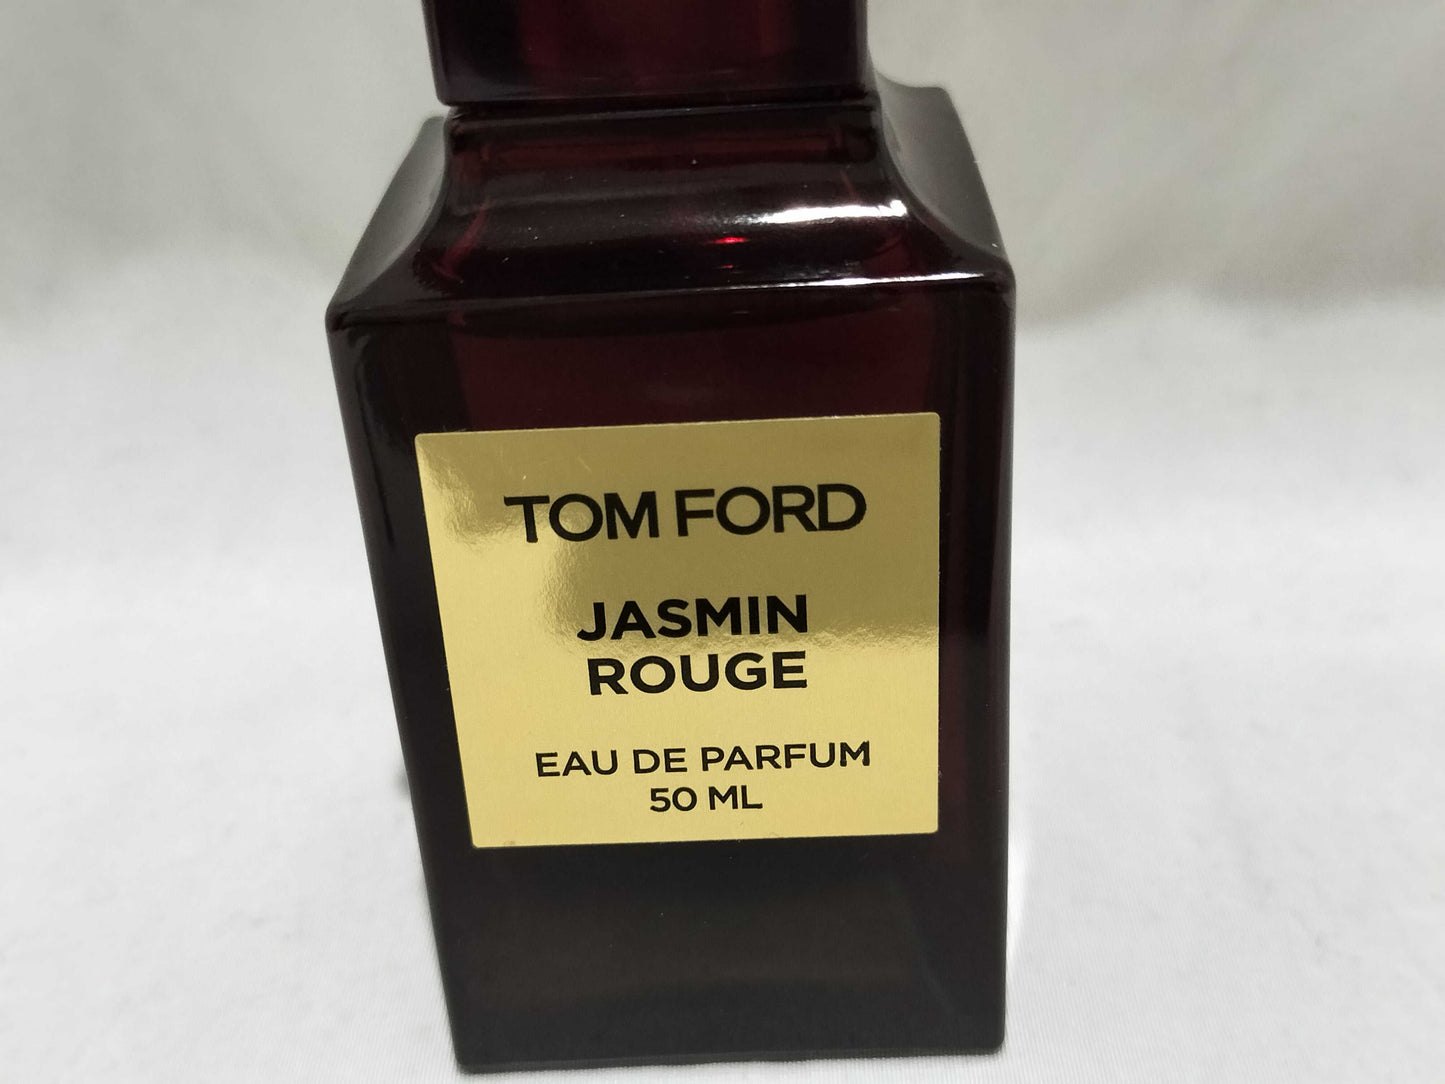 TOM FORD
JASMIN
ROUGE
EAU DE PARFUM
50 ML